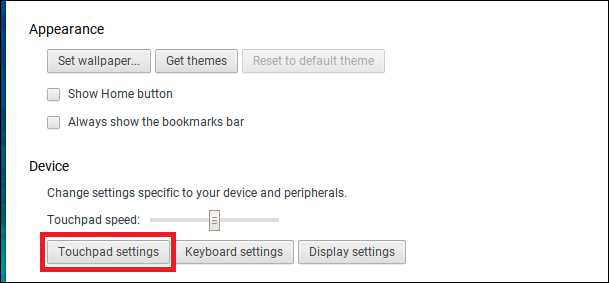 Appearance
Set wallpaper... Get themes Reset to default theme
Show Home button
Always show the bookmarks bar
Device
Change settings specific to your device and peripherals.
Touchpad speed:
Touchpad settings Keyboard settings Display settings